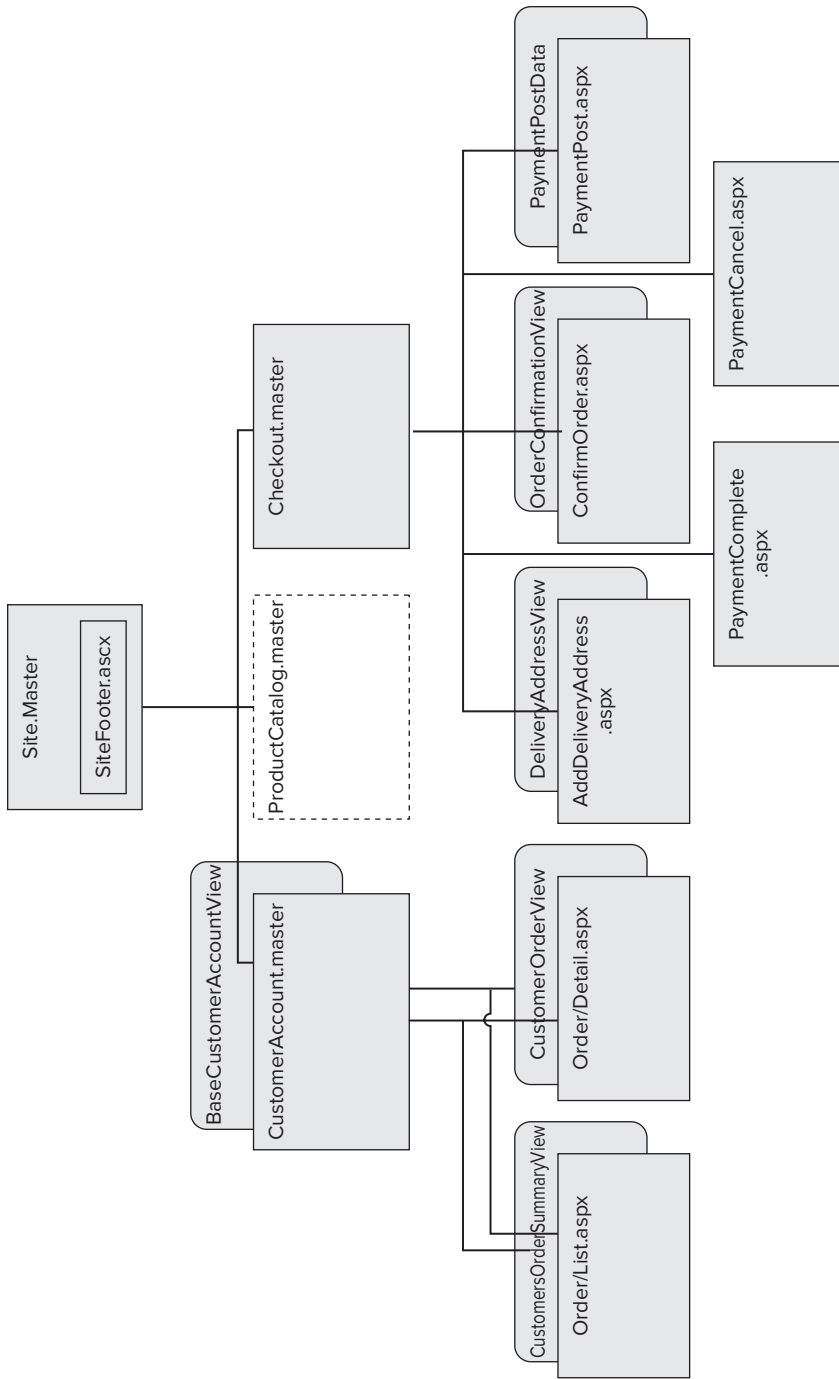 Site.Master
SiteFooter.ascx
BaseCustomerAccountView
CustomerAccount.master
ProductCatalog.master
Checkout.master
CustomersOrderSummaryView
Order/List.aspx
CustomerOrderView
Order/Detail.aspx
DeliveryAddressView
AddDeliveryAddress
.aspx
OrderConfirmationView
ConfirmOrder.aspx
PaymentPostData
PaymentPost.aspx
PaymentComplete
.aspx
PaymentCancel.aspx